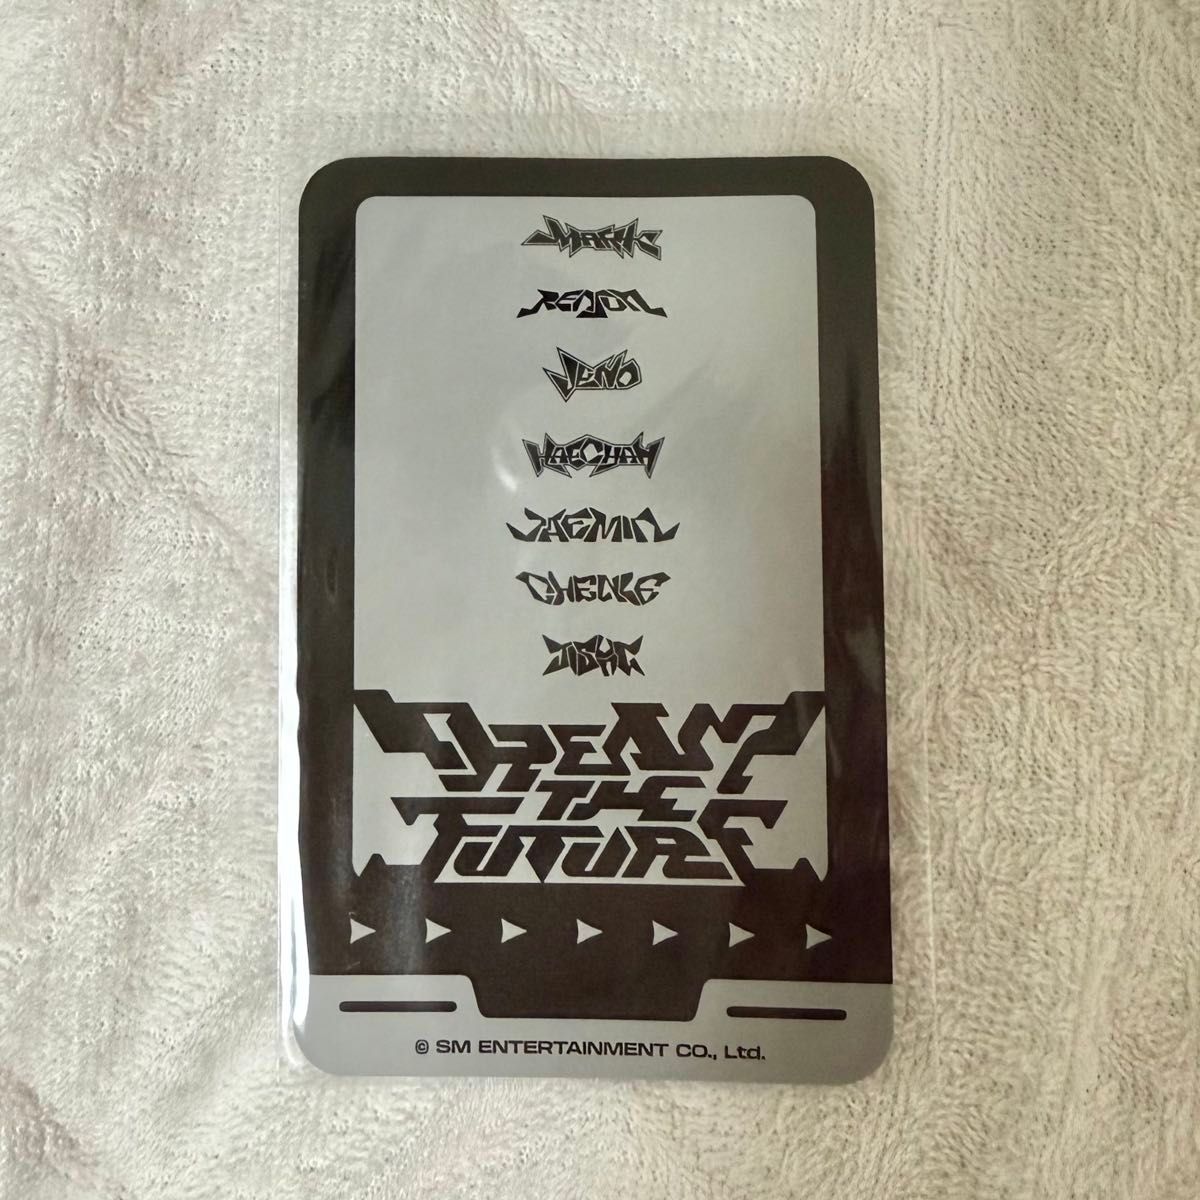 MARK
RENJUN
JENO
HAECHAN
JAEMIN
CHENLE
JISUNG
DREAM
THE
FUTURE
© SM ENTERTAINMENT CO., Ltd.